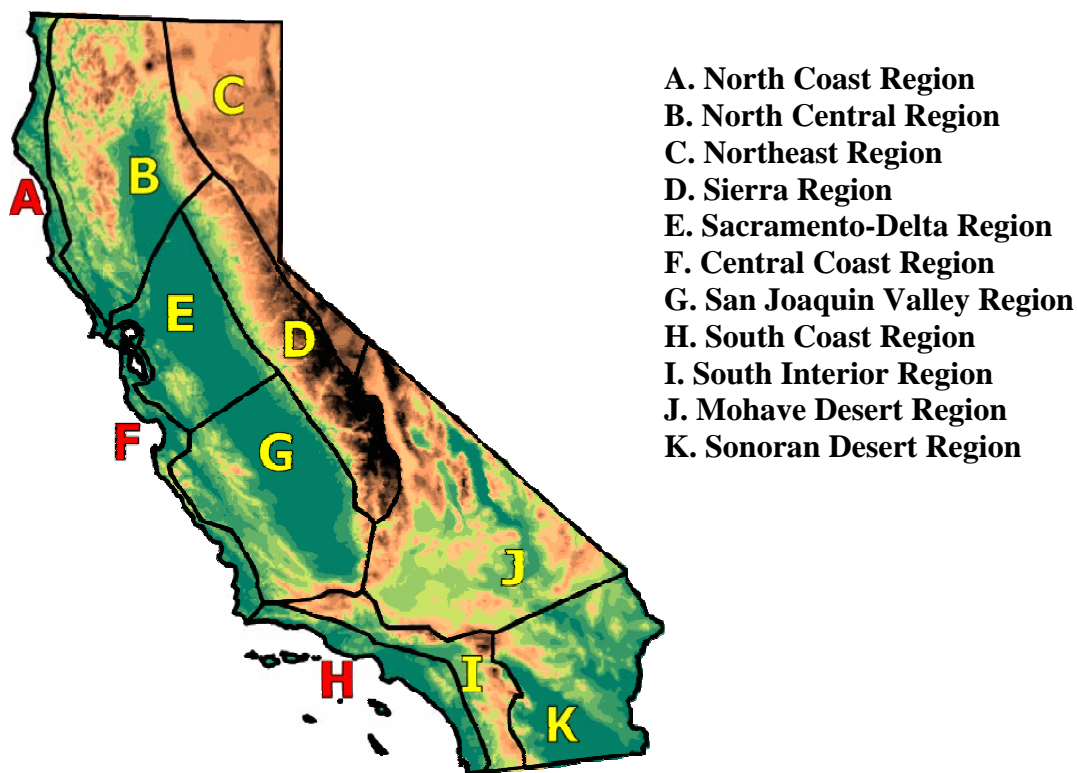 C
B
A
E
D
F
G
J
H
I
K
A. North Coast Region
B. North Central Region
C. Northeast Region
D. Sierra Region
E. Sacramento-Delta Region
F. Central Coast Region
G. San Joaquin Valley Region
H. South Coast Region
I. South Interior Region
J. Mohave Desert Region
K. Sonoran Desert Region